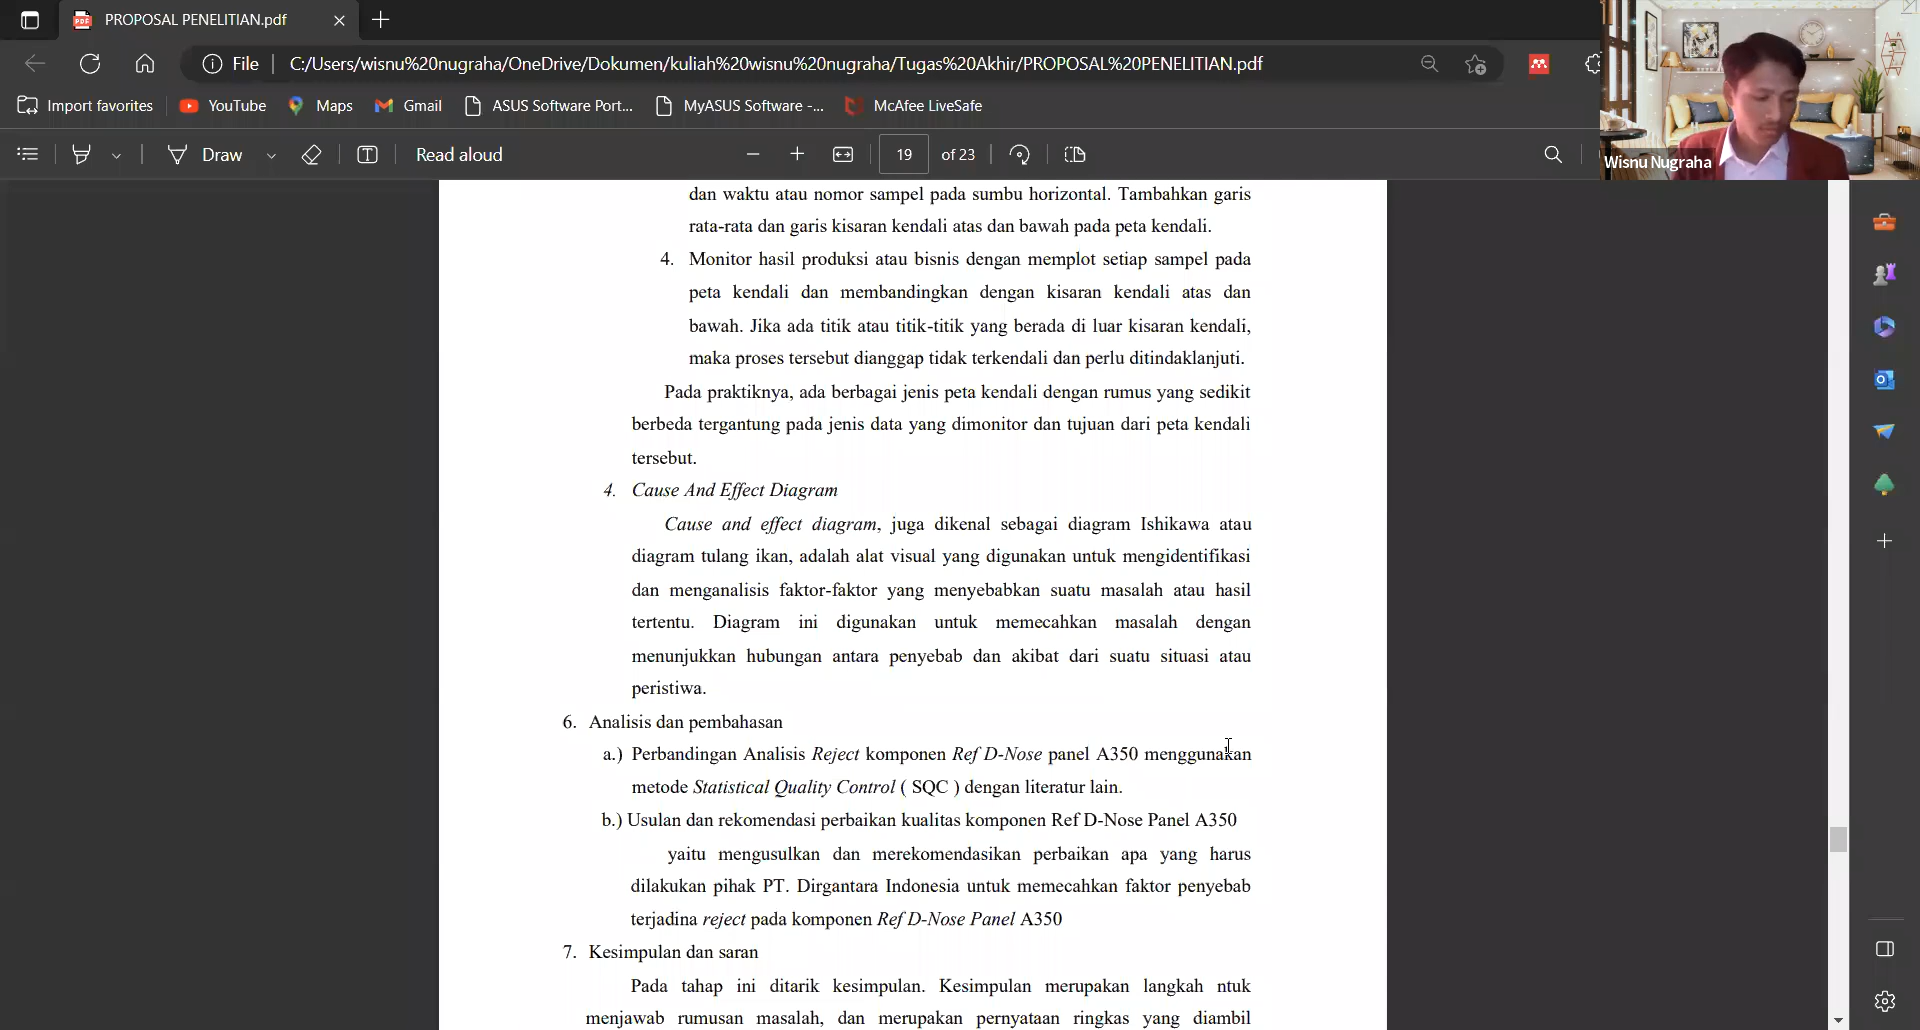 PROPOSAL PENELITIAN.pdf
File
C:/Users/wisnu%20nugraha/OneDrive/Dokumen/kuliah%20wisnu%20nugraha/Tugas%20Akhir/PROPOSAL%20PENELITIAN.pdf
Import favorites
YouTube
Maps
Gmail
ASUS Software Port...
MyASUS Software -...
McAfee LiveSafe
Draw
Read aloud
19 of 23
Wisnu Nugraha
dan waktu atau nomor sampel pada sumbu horizontal. Tambahkan garis
rata-rata dan garis kisaran kendali atas dan bawah pada peta kendali.
4. Monitor hasil produksi atau bisnis dengan memplot setiap sampel pada
peta kendali dan membandingkan dengan kisaran kendali atas dan
bawah. Jika ada titik atau titik-titik yang berada di luar kisaran kendali,
maka proses tersebut dianggap tidak terkendali dan perlu ditindaklanjuti.
Pada praktiknya, ada berbagai jenis peta kendali dengan rumus yang sedikit
berbeda tergantung pada jenis data yang dimonitor dan tujuan dari peta kendali
tersebut.
4. Cause And Effect Diagram
Cause and effect diagram, juga dikenal sebagai diagram Ishikawa atau
diagram tulang ikan, adalah alat visual yang digunakan untuk mengidentifikasi
dan menganalisis faktor-faktor yang menyebabkan suatu masalah atau hasil
tertentu. Diagram ini digunakan untuk memecahkan masalah dengan
menunjukkan hubungan antara penyebab dan akibat dari suatu situasi atau
peristiwa.
6. Analisis dan pembahasan
a.) Perbandingan Analisis Reject komponen Ref D-Nose panel A350 menggunakan
metode Statistical Quality Control ( SQC ) dengan literatur lain.
b.) Usulan dan rekomendasi perbaikan kualitas komponen Ref D-Nose Panel A350
yaitu mengusulkan dan merekomendasikan perbaikan apa yang harus
dilakukan pihak PT. Dirgantara Indonesia untuk memecahkan faktor penyebab
terjadina reject pada komponen Ref D-Nose Panel A350
7. Kesimpulan dan saran
Pada tahap ini ditarik kesimpulan. Kesimpulan merupakan langkah ntuk
menjawab rumusan masalah, dan merupakan pernyataan ringkas yang diambil